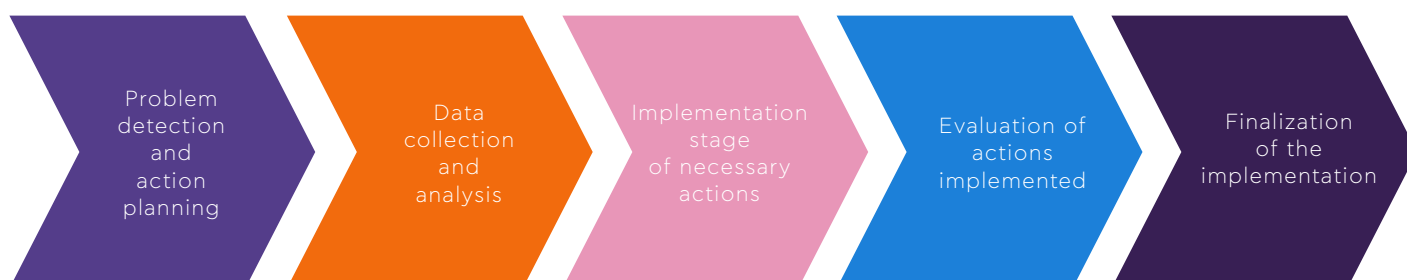 Problem
detection
and
action
planning
Data
collection
and
analysis
Implementation
stage
of necessary
actions
Evaluation of
actions
implemented
Finalization
of the
implementation